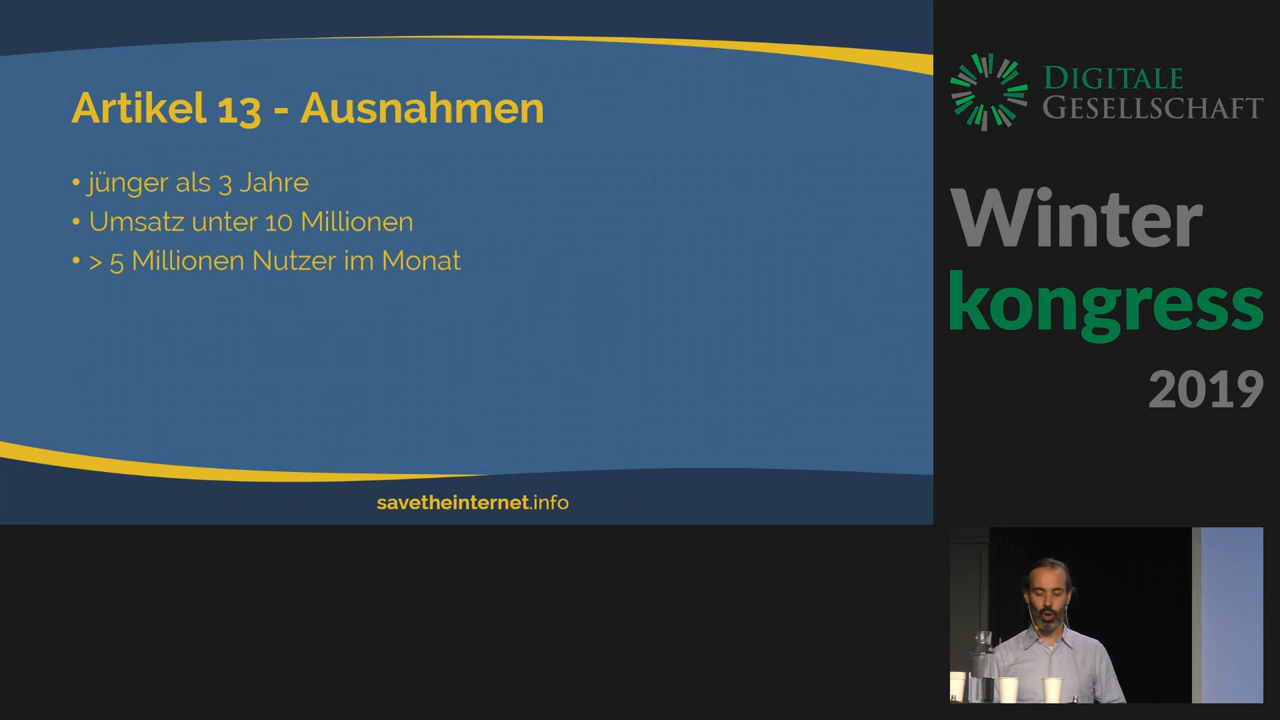 Artikel 13 - Ausnahmen
• jünger als 3 Jahre
• Umsatz unter 10 Millionen
• > 5 Millionen Nutzer im Monat
savetheinternet.info
DIGITALE
GESELLSCHAFT
Winter
kongress
2019